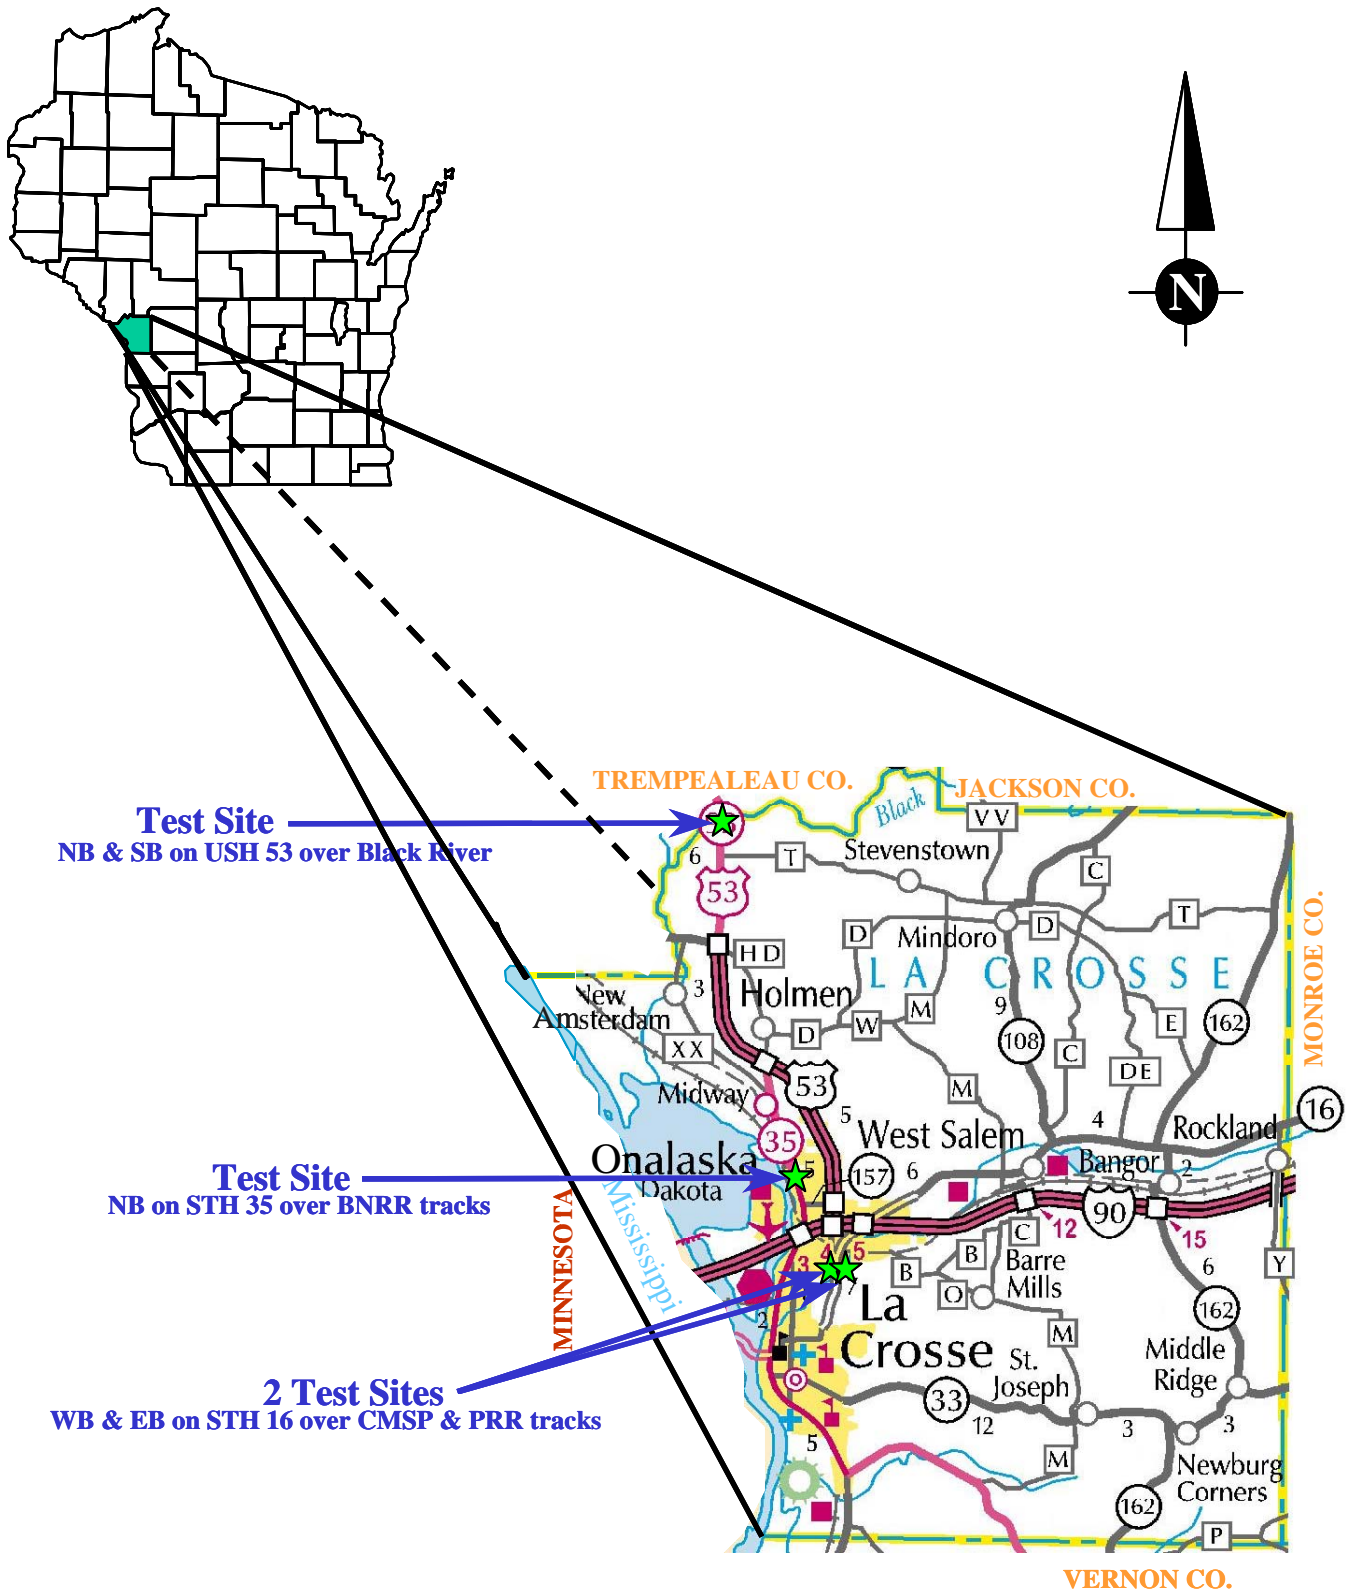 N
TREMPEALEAU CO.
JACKSON CO.
Test Site
NB & SB on USH 53 over Black River
Black
VV
6
T
Stevenstown
C
53
T
D
Mindoro
D
HD
LA CROSSE
MONROE CO.
New
Amsterdam
3
Holmen
9
M
W
D
E
162
108
XX
C
DE
53
M
Midway
5
4
16
35
West Salem
Rockland
Onalaska
Dakota
5
157
6
Bangor
2
Test Site
NB on STH 35 over BNRR tracks
MINNESOTA
Mississippi
90
12
15
C
B
Barre
Mills
3
4
5
B
O
7
6
Y
La
Crosse
2
162
M
St.
Joseph
Middle
Ridge
2 Test Sites
WB & EB on STH 16 over CMSP & PRR tracks
33
12
3
3
5
M
Newburg
Corners
162
P
VERNON CO.